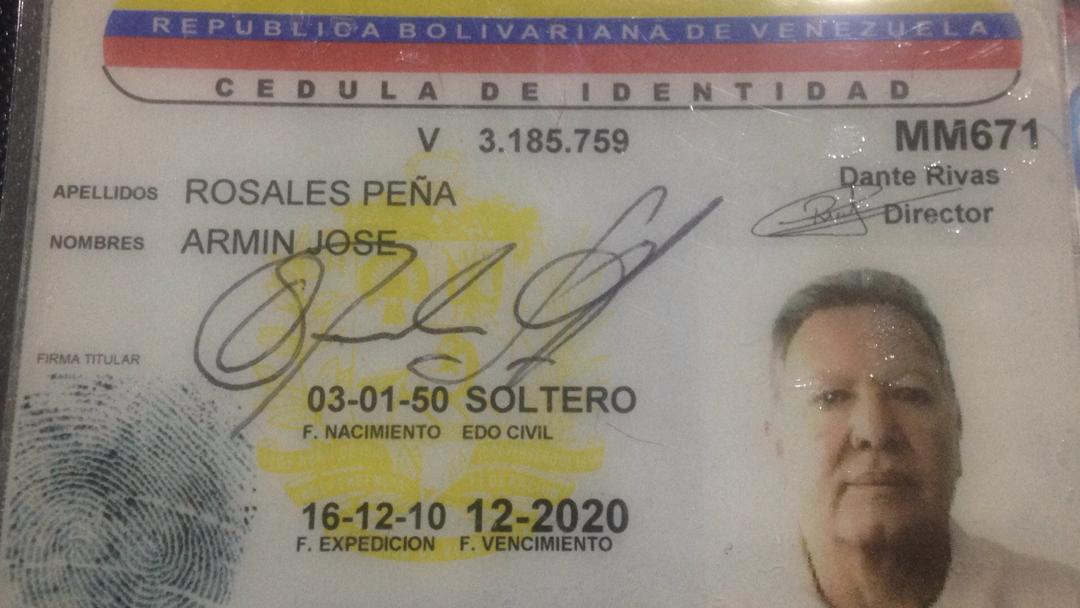 REPUBLICA BOLIVARIANA DE VENEZUELA
CEDULA DE IDENTIDAD
V 3.185.759
MM671
APELLIDOS ROSALES PEÑA
Dante Rivas
Director
NOMBRES ARMIN JOSE
FIRMA TITULAR
03-01-50 SOLTERO
F. NACIMIENTO EDO CIVIL
16-12-10 12-2020
F. EXPEDICION F. VENCIMIENTO